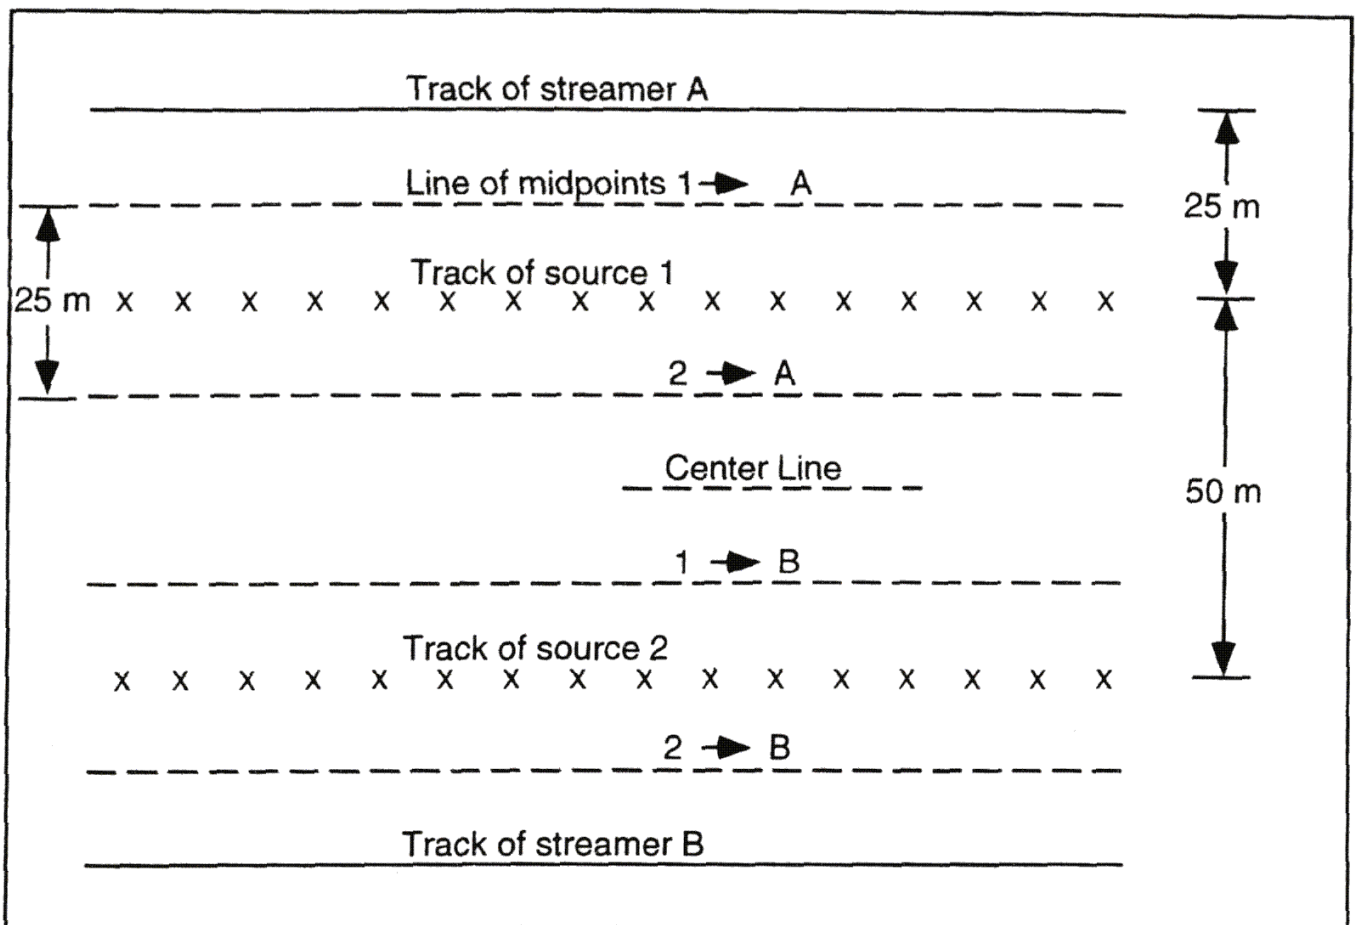 Track of streamer A
Line of midpoints 1 → A
25 m
Track of source 1
25 m x x x x x x x x x x x x x x x x
2 → A
Center Line
50 m
1 → B
Track of source 2
x x x x x x x x x x x x x x x x
2 → B
Track of streamer B